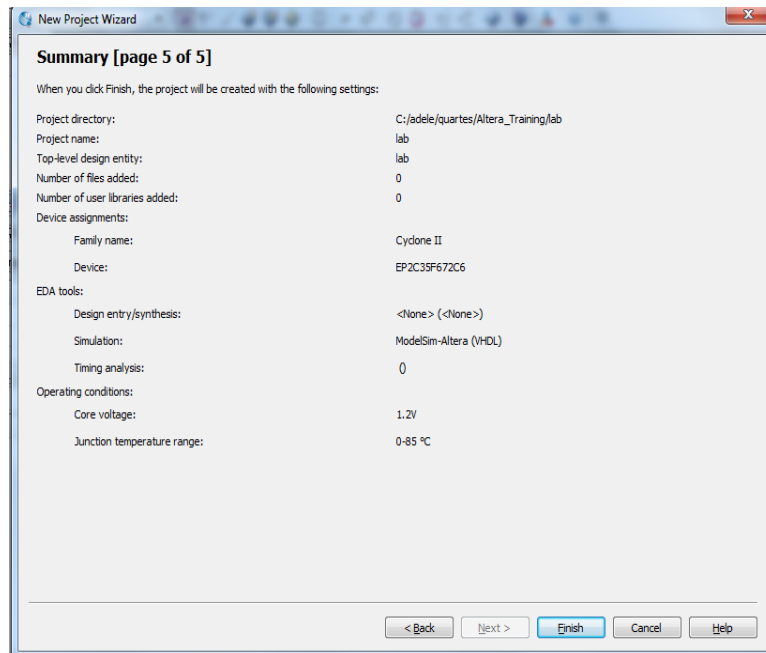 New Project Wizard
Summary [page 5 of 5]
When you click Finish, the project will be created with the following settings:
Project directory: C:/adele/quartes/Altera_Training/lab
Project name: lab
Top-level design entity: lab
Number of files added: 0
Number of user libraries added: 0
Device assignments:
Family name: Cyclone II
Device: EP2C35F672C6
EDA tools:
Design entry/synthesis: <None> (<None>)
Simulation: ModelSim-Altera (VHDL)
Timing analysis: ()
Operating conditions:
Core voltage: 1.2V
Junction temperature range: 0-85 ºC
< Back Next > Finish Cancel Help